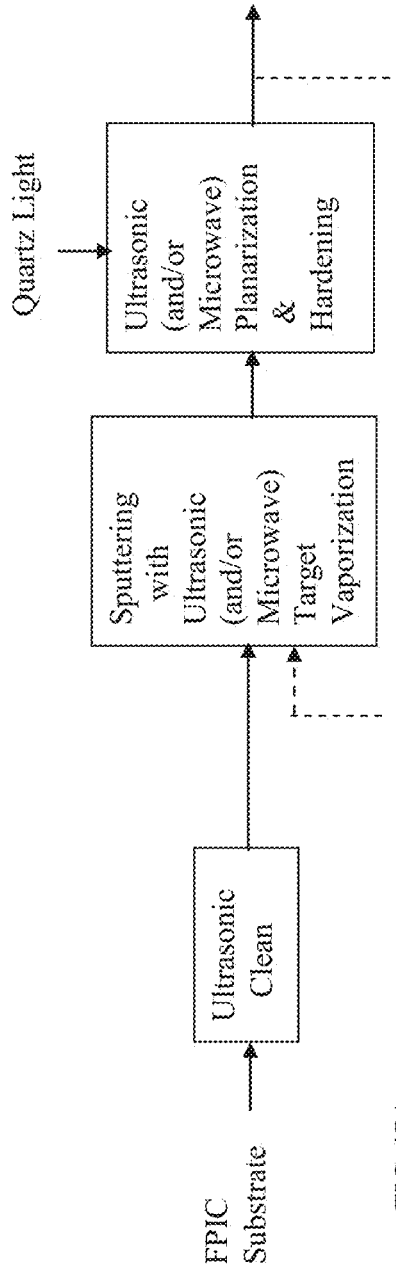 FPIC
Substrate
Ultrasonic
Clean
Sputtering
with
Ultrasonic
(and/or
Microwave)
Target
Vaporization
Quartz Light
Ultrasonic
(and/or
Microwave)
Planarization
&
Hardening